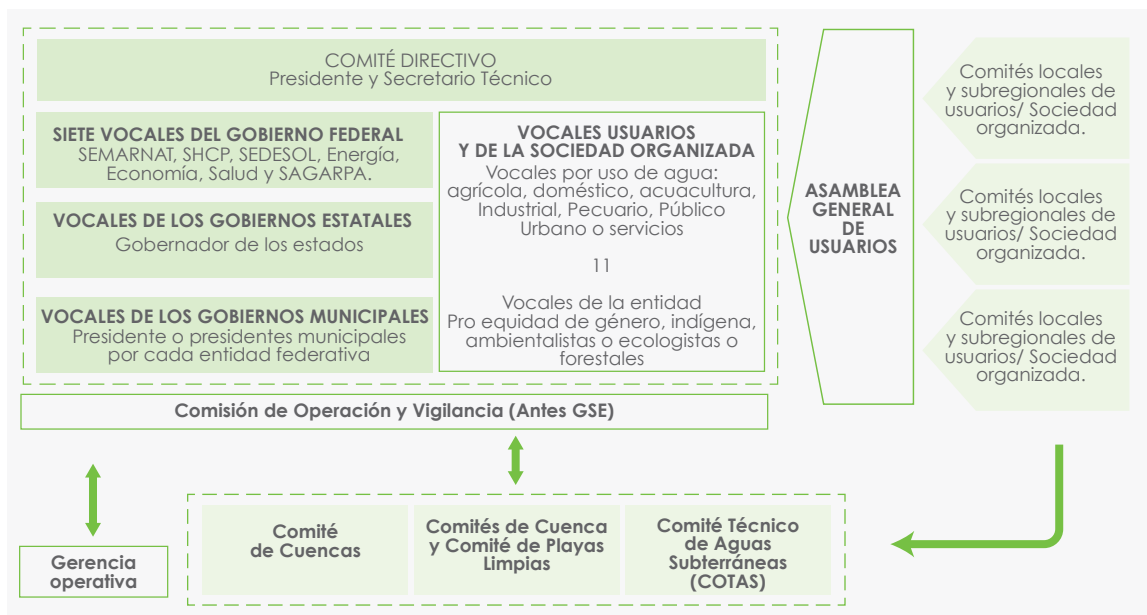 COMITÉ DIRECTIVO
Presidente y Secretario Técnico
SIETE VOCALES DEL GOBIERNO FEDERAL
SEMARNAT, SHCP, SEDESOL, Energía,
Economía, Salud y SAGARPA.
VOCALES DE LOS GOBIERNOS ESTATALES
Gobernador de los estados
VOCALES DE LOS GOBIERNOS MUNICIPALES
Presidente o presidentes municipales
por cada entidad federativa
VOCALES USUARIOS
Y DE LA SOCIEDAD ORGANIZADA
Vocales por uso de agua:
agrícola, doméstico, acuacultura,
Industrial, Pecuario, Público
Urbano o servicios
11
Vocales de la entidad
Pro equidad de género, indígena,
ambientalistas o ecologistas o
forestales
ASAMBLEA
GENERAL
DE
USUARIOS
Comités locales
y subregionales de
usuarios/ Sociedad
organizada.
Comités locales
y subregionales de
usuarios/ Sociedad
organizada.
Comités locales
y subregionales de
usuarios/ Sociedad
organizada.
Comisión de Operación y Vigilancia (Antes GSE)
Gerencia
operativa
Comité
de Cuencas
Comités de Cuenca
y Comité de Playas
Limpias
Comité Técnico
de Aguas
Subterráneas
(COTAS)